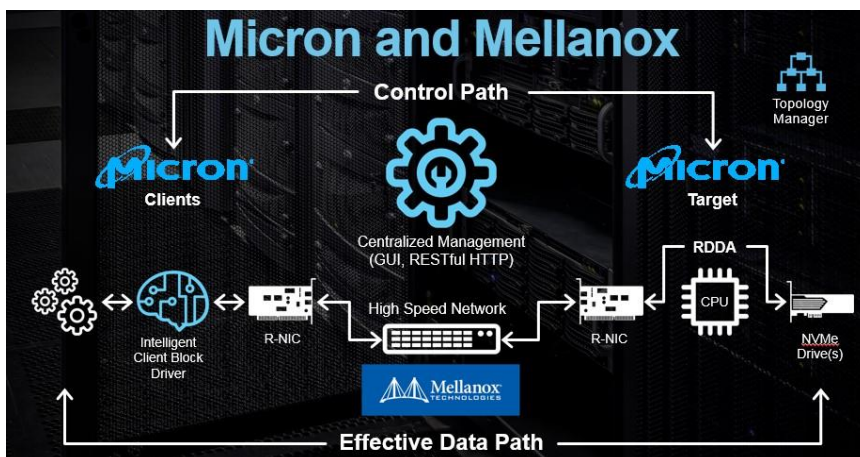 Micron and Mellanox
Control Path
Topology
Manager
Micron
Clients
Micron
Target
Centralized Management
(GUI, RESTful HTTP)
RDDA
High Speed Network
CPU
Intelligent
Client Block
Driver
R-NIC
R-NIC
NVMe
Drive(s)
Mellanox
TECHNOLOGIES
Effective Data Path